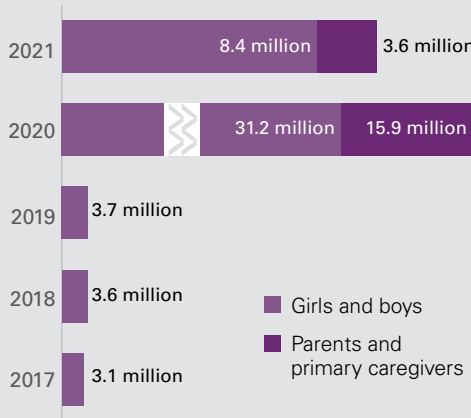 2021 8.4 million 3.6 million
2020 31.2 million 15.9 million
2019 3.7 million
2018 3.6 million
2017 3.1 million
Girls and boys
Parents and
primary caregivers